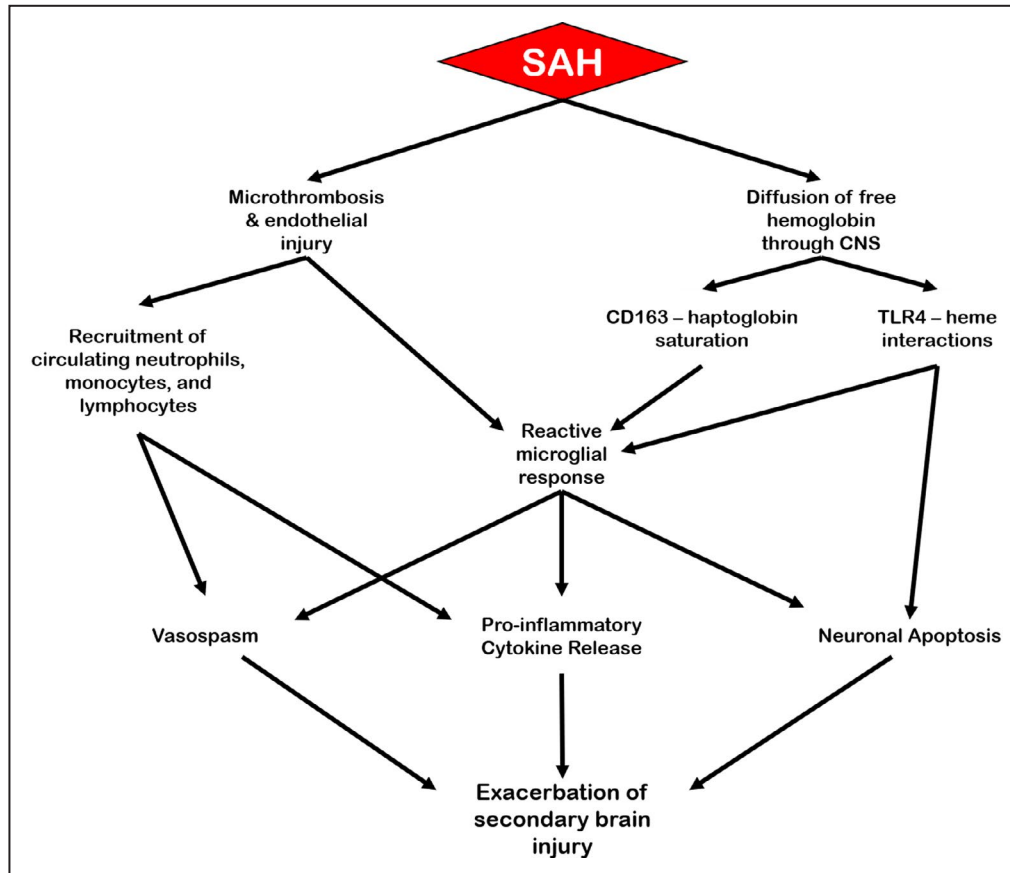 SAH
Microthrombosis
& endothelial
injury
Diffusion of free
hemoglobin
through CNS
Recruitment of
circulating neutrophils,
monocytes, and
lymphocytes
CD163 – haptoglobin
saturation
TLR4 – heme
interactions
Reactive
microglial
response
Vasospasm
Pro-inflammatory
Cytokine Release
Neuronal Apoptosis
Exacerbation of
secondary brain
injury